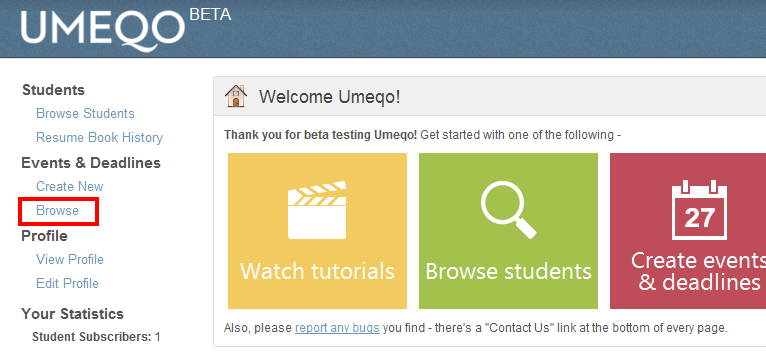 UMEQO BETA
Students
Browse Students
Resume Book History
Events & Deadlines
Create New
Browse
Profile
View Profile
Edit Profile
Your Statistics
Student Subscribers: 1
Welcome Umeqo!
Thank you for beta testing Umeqo! Get started with one of the following -
Watch tutorials
Browse students
27
Create events
& deadlines
Also, please report any bugs you find - there's a "Contact Us" link at the bottom of every page.